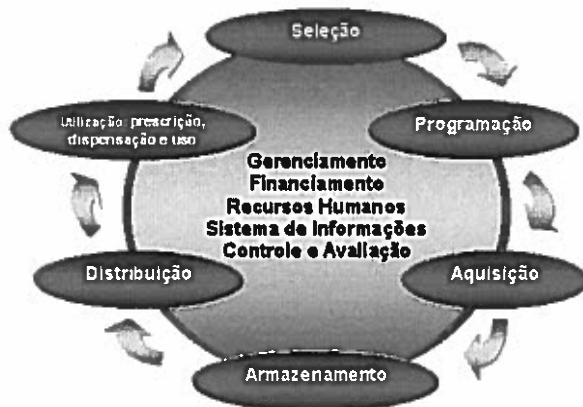 Seleção
Programação
Aquisição
Armazenamento
Distribuição
Utilização: prescrição,
dispensação e uso
Gerenciamento
Financiamento
Recursos Humanos
Sistema de Informações
Controle e Avaliação